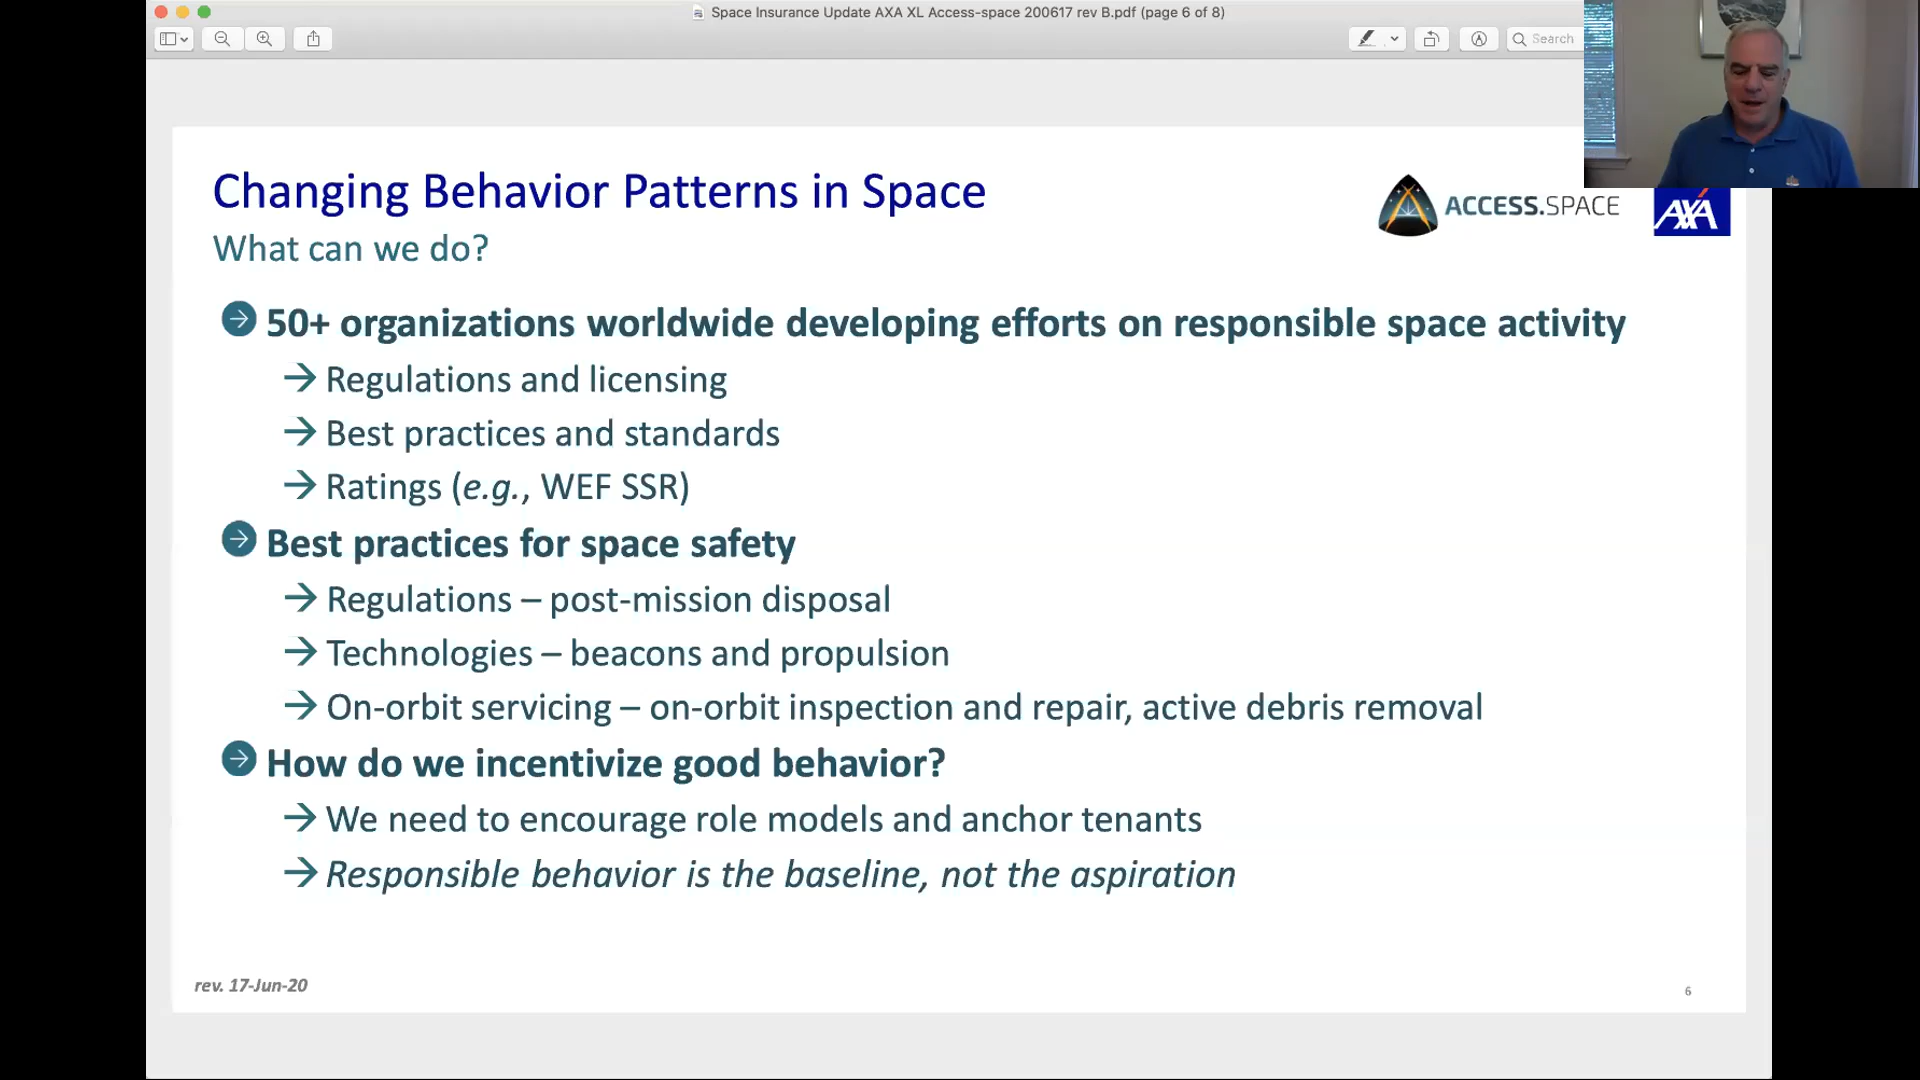 Space Insurance Update AXA XL Access-space 200617 rev B.pdf (page 6 of 8)
Search
Changing Behavior Patterns in Space
ACCESS.SPACE
AXA
What can we do?
50+ organizations worldwide developing efforts on responsible space activity
→ Regulations and licensing
→ Best practices and standards
→ Ratings (e.g., WEF SSR)
Best practices for space safety
→ Regulations – post-mission disposal
→ Technologies – beacons and propulsion
→ On-orbit servicing – on-orbit inspection and repair, active debris removal
How do we incentivize good behavior?
→ We need to encourage role models and anchor tenants
→ Responsible behavior is the baseline, not the aspiration
rev. 17-Jun-20
6